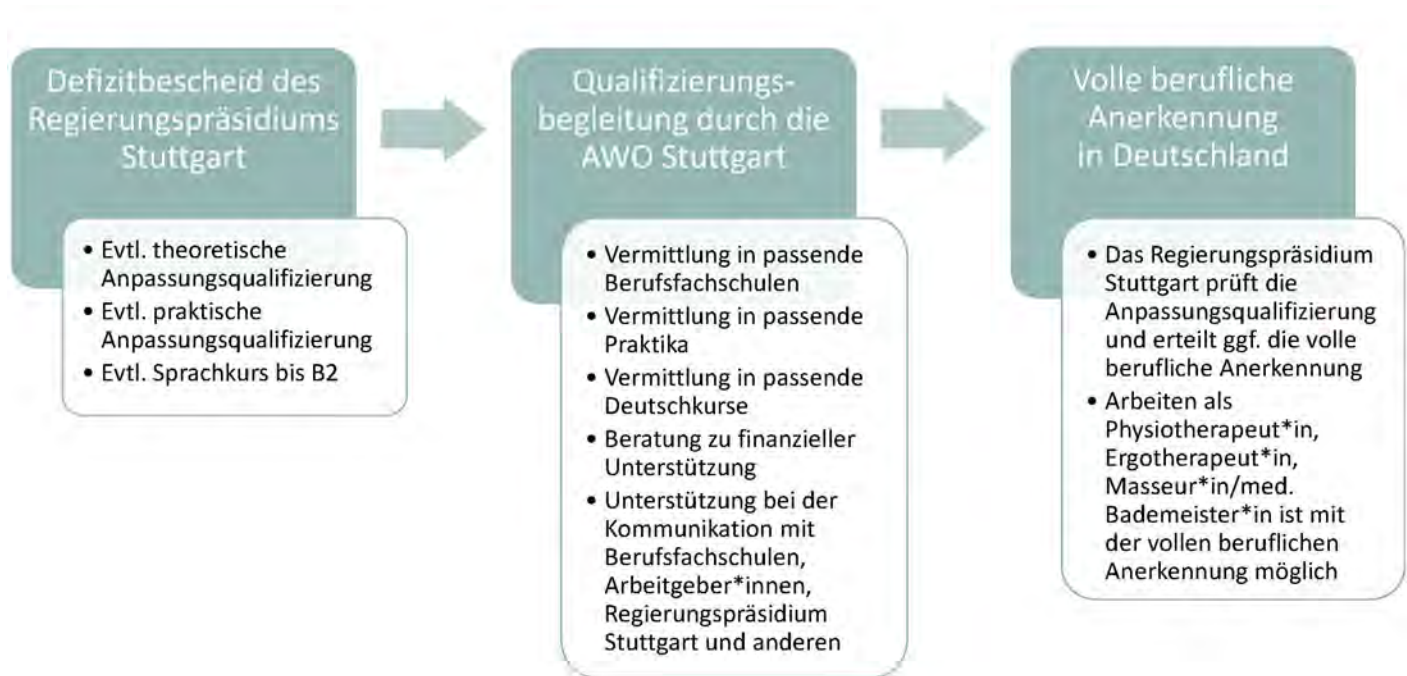 Defizitbescheid des
Regierungspräsidiums
Stuttgart
• Evtl. theoretische
Anpassungsqualifizierung
• Evtl. praktische
Anpassungsqualifizierung
• Evtl. Sprachkurs bis B2
Qualifizierungs-
begleitung durch die
AWO Stuttgart
• Vermittlung in passende
Berufsfachschulen
• Vermittlung in passende
Praktika
• Vermittlung in passende
Deutschkurse
• Beratung zu finanzieller
Unterstützung
• Unterstützung bei der
Kommunikation mit
Berufsfachschulen,
Arbeitgeber*innen,
Regierungspräsidium
Stuttgart und anderen
Volle berufliche
Anerkennung
in Deutschland
• Das Regierungspräsidium
Stuttgart prüft die
Anpassungsqualifizierung
und erteilt ggf. die volle
berufliche Anerkennung
• Arbeiten als
Physiotherapeut*in,
Ergotherapeut*in,
Masseur*in/med.
Bademeister*in ist mit
der vollen beruflichen
Anerkennung möglich